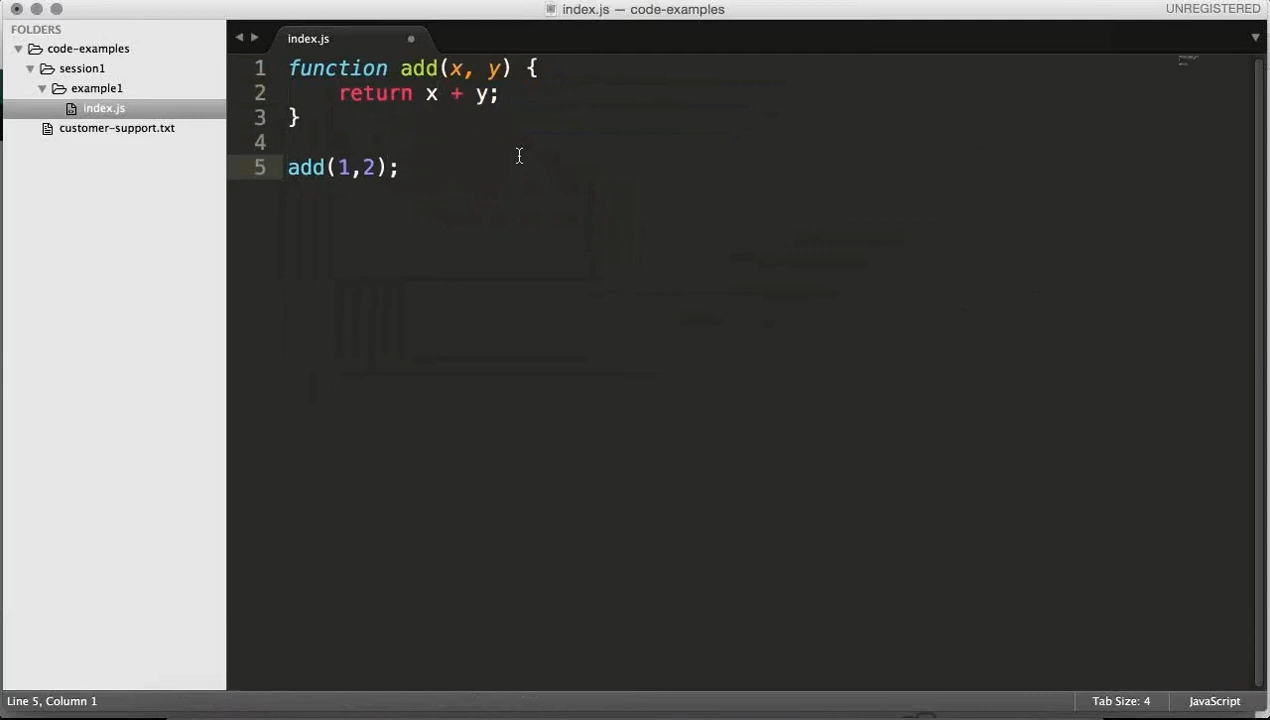 index.js — code-examples
UNREGISTERED
FOLDERS
code-examples
session1
example1
index.js
customer-support.txt
index.js
1 function add(x, y) {
2     return x + y;
3 }
4
5 add(1,2);
Line 5, Column 1
Tab Size: 4
JavaScript